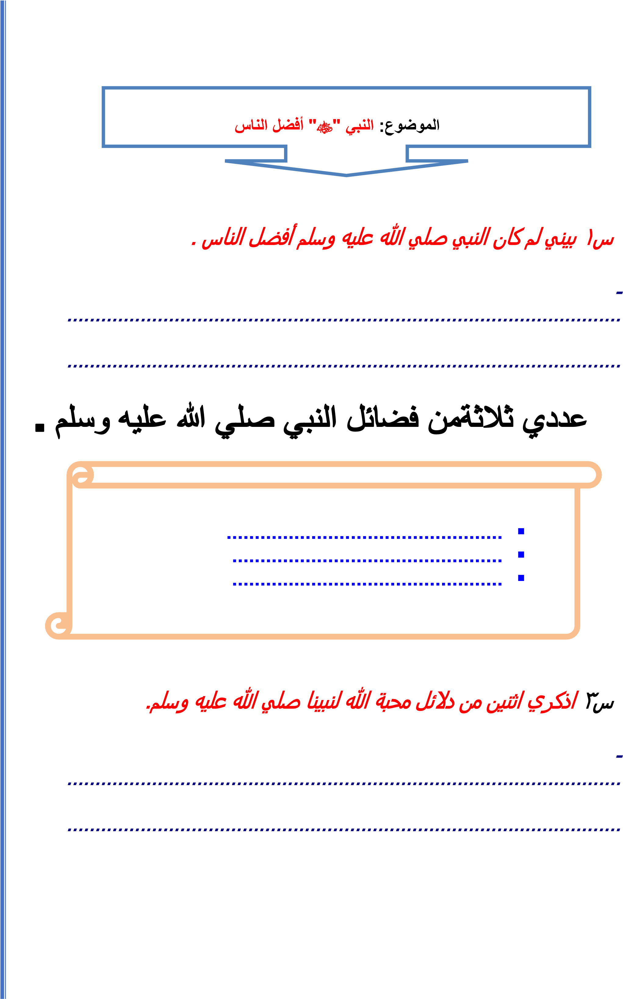 الموضوع: النبي "ﷺ" أفضل الناس
س١ بيني لم كان النبي صلي الله عليه وسلم أفضل الناس .
-
................................................................................................
................................................................................................
عددي ثلاثةمن فضائل النبي صلي الله عليه وسلم .
▪ .................................................
▪ ................................................
▪ ................................................
س٢ اذكري اثنين من دلائل محبة الله لنبينا صلي الله عليه وسلم.
-
................................................................................................
................................................................................................